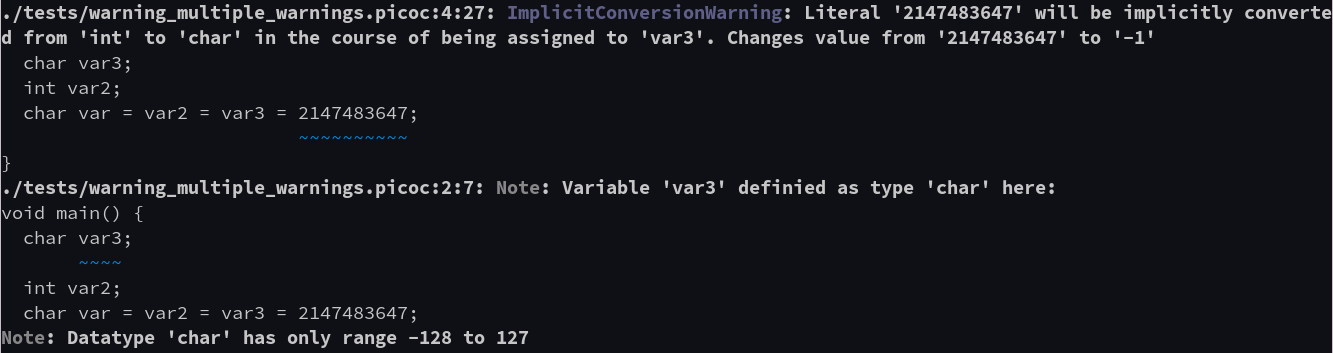 ./tests/warning_multiple_warnings.picoc:4:27: ImplicitConversionWarning: Literal '2147483647' will be implicitly converte
d from 'int' to 'char' in the course of being assigned to 'var3'. Changes value from '2147483647' to '-1'
  char var3;
  int var2;
  char var = var2 = var3 = 2147483647;
                           ~~~~~~~~~~
}
./tests/warning_multiple_warnings.picoc:2:7: Note: Variable 'var3' definied as type 'char' here:
void main() {
  char var3;
       ~~~~
  int var2;
  char var = var2 = var3 = 2147483647;
Note: Datatype 'char' has only range -128 to 127